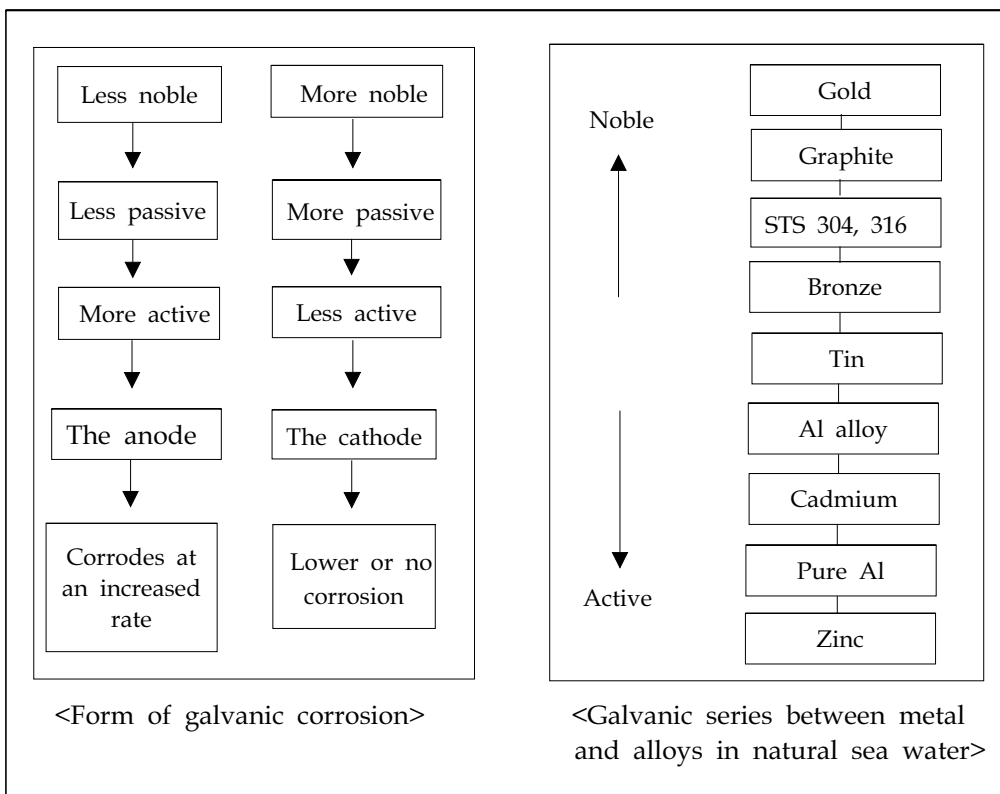 Less noble
Less passive
More active
The anode
Corrodes at
an increased
rate
More noble
More passive
Less active
The cathode
Lower or no
corrosion
<Form of galvanic corrosion>
Noble
Active
Gold
Graphite
STS 304, 316
Bronze
Tin
Al alloy
Cadmium
Pure Al
Zinc
<Galvanic series between metal
and alloys in natural sea water>